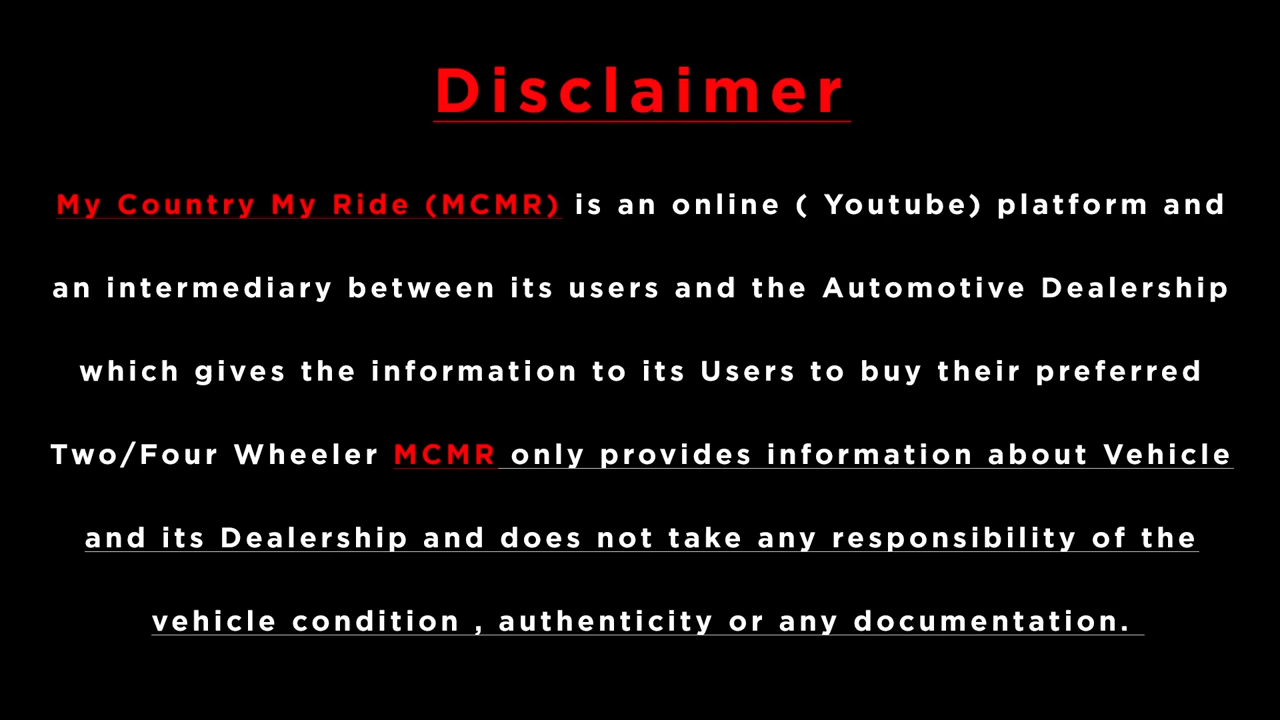 Disclaimer
My Country My Ride (MCMR) is an online ( Youtube) platform and
an intermediary between its users and the Automotive Dealership
which gives the information to its Users to buy their preferred
Two/Four Wheeler MCMR only provides information about Vehicle
and its Dealership and does not take any responsibility of the
vehicle condition , authenticity or any documentation.